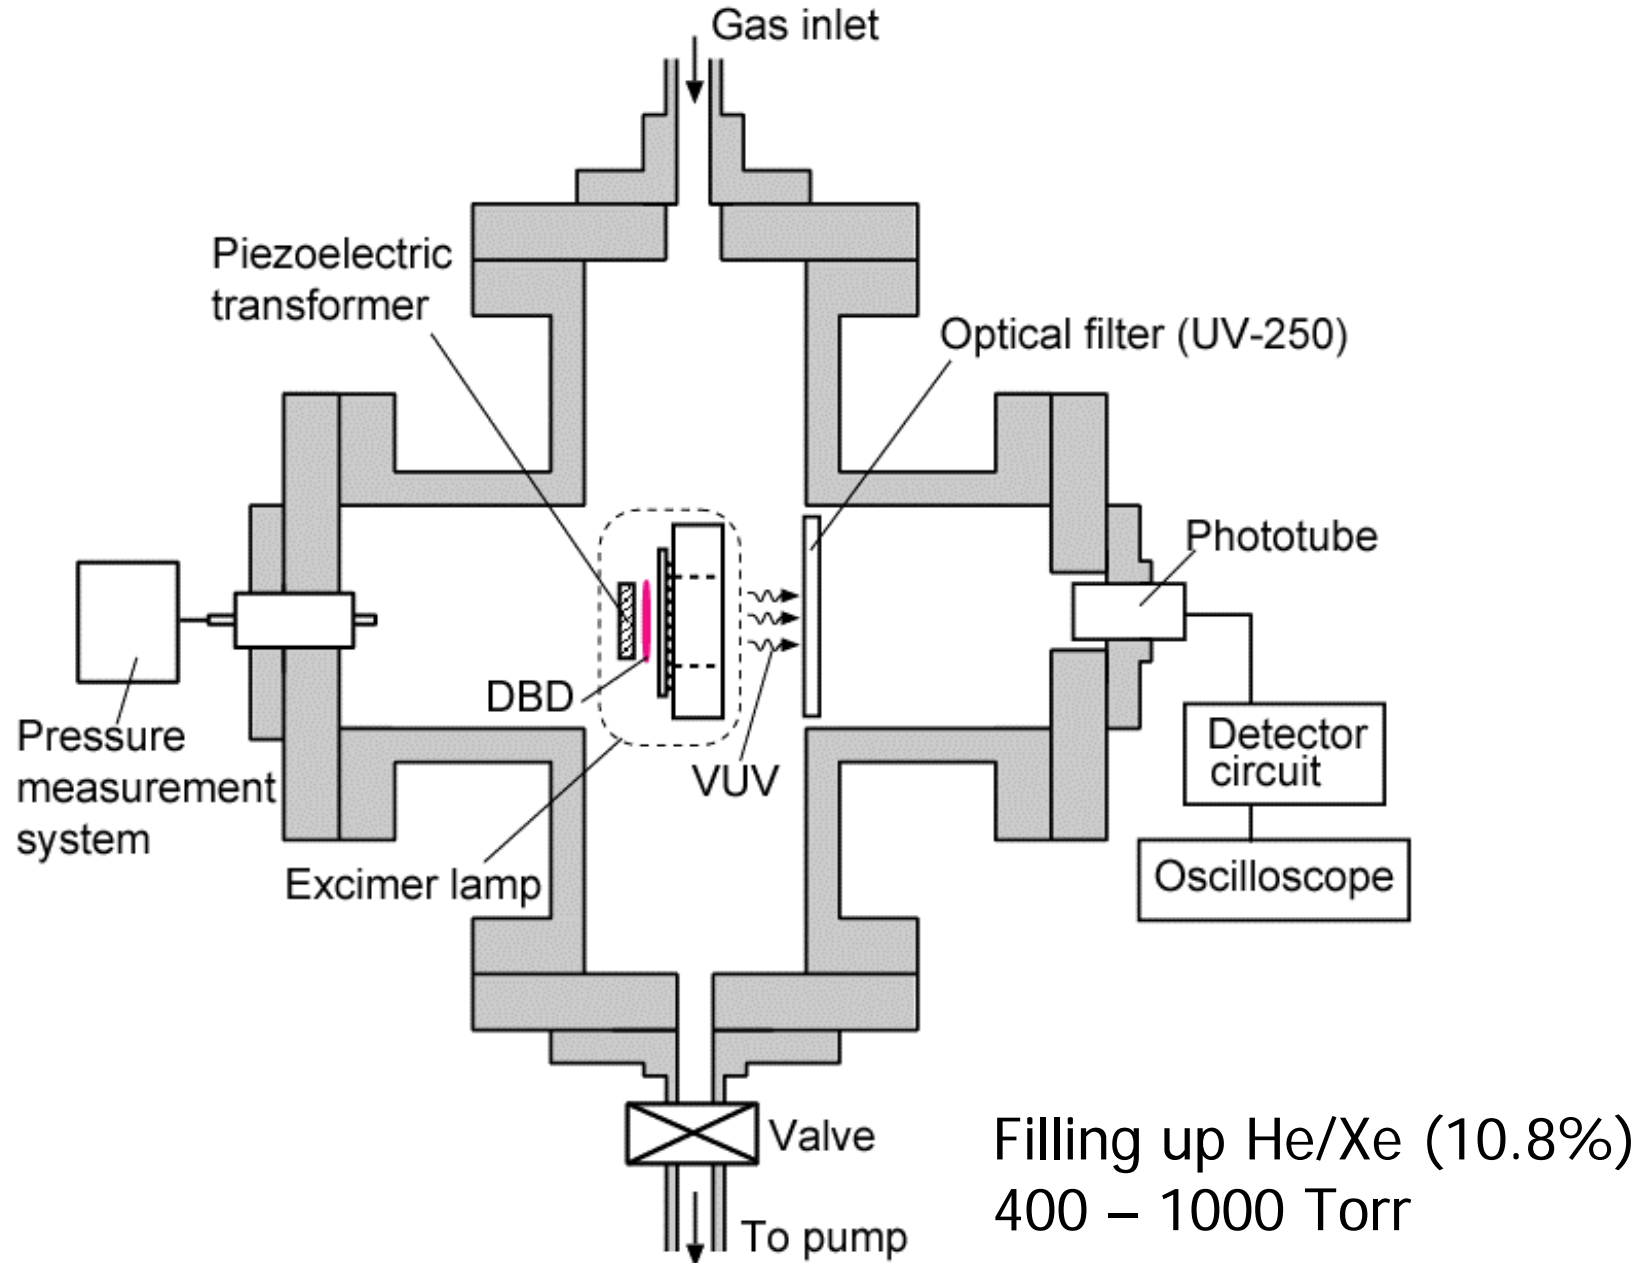 Gas inlet
Piezoelectric
transformer
Optical filter (UV-250)
Phototube
DBD
Pressure
measurement
system
VUV
Detector
circuit
Excimer lamp
Oscilloscope
Valve
Filling up He/Xe (10.8%)
400 – 1000 Torr
To pump